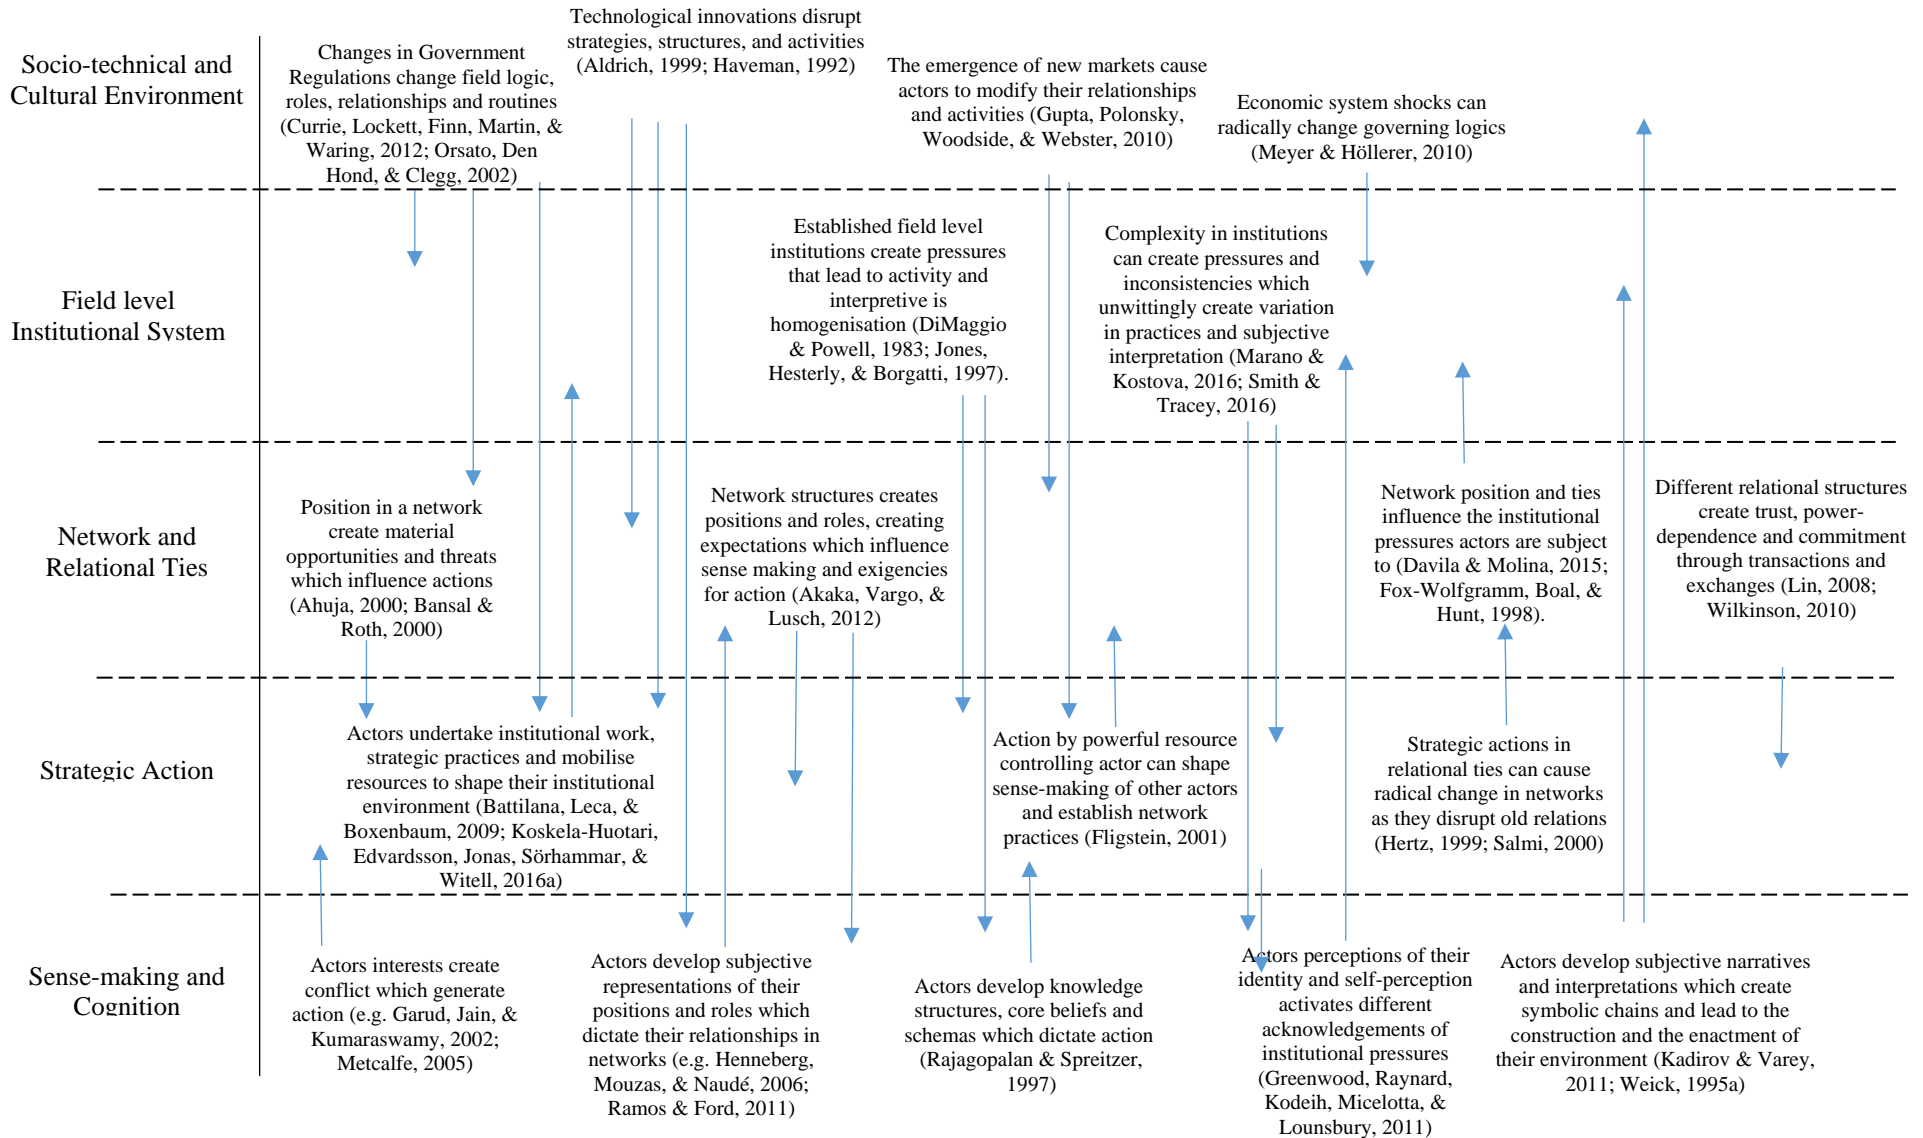 Socio-technical and
Cultural Environment
Changes in Government
Regulations change field logic,
roles, relationships and routines
(Currie, Lockett, Finn, Martin, &
Waring, 2012; Orsato, Den
Hond, & Clegg, 2002)
Technological innovations disrupt
strategies, structures, and activities
(Aldrich, 1999; Haveman, 1992)
The emergence of new markets cause
actors to modify their relationships
and activities (Gupta, Polonsky,
Woodside, & Webster, 2010)
Economic system shocks can
radically change governing logics
(Meyer & Höllerer, 2010)
Field level
Institutional System
Established field level
institutions create pressures
that lead to activity and
interpretive is
homogenisation (DiMaggio
& Powell, 1983; Jones,
Hesterly, & Borgatti, 1997).
Complexity in institutions
can create pressures and
inconsistencies which
unwittingly create variation
in practices and subjective
interpretation (Marano &
Kostova, 2016; Smith &
Tracey, 2016)
Network and
Relational Ties
Position in a network
create material
opportunities and threats
which influence actions
(Ahuja, 2000; Bansal &
Roth, 2000)
Network structures creates
positions and roles, creating
expectations which influence
sense making and exigencies
for action (Akaka, Vargo, &
Lusch, 2012)
Network position and ties
influence the institutional
pressures actors are subject
to (Davila & Molina, 2015;
Fox-Wolfgramm, Boal, &
Hunt, 1998).
Different relational structures
create trust, power-
dependence and commitment
through transactions and
exchanges (Lin, 2008;
Wilkinson, 2010)
Strategic Action
Actors undertake institutional work,
strategic practices and mobilise
resources to shape their institutional
environment (Battilana, Leca, &
Boxenbaum, 2009; Koskela-Huotari,
Edvardsson, Jonas, Sörhammar, &
Witell, 2016a)
Action by powerful resource
controlling actor can shape
sense-making of other actors
and establish network
practices (Fligstein, 2001)
Strategic actions in
relational ties can cause
radical change in networks
as they disrupt old relations
(Hertz, 1999; Salmi, 2000)
Sense-making and
Cognition
Actors interests create
conflict which generate
action (e.g. Garud, Jain, &
Kumaraswamy, 2002;
Metcalfe, 2005)
Actors develop subjective
representations of their
positions and roles which
dictate their relationships in
networks (e.g. Henneberg,
Mouzas, & Naudé, 2006;
Ramos & Ford, 2011)
Actors develop knowledge
structures, core beliefs and
schemas which dictate action
(Rajagopalan & Spreitzer,
1997)
Actors perceptions of their
identity and self-perception
activates different
acknowledgements of
institutional pressures
(Greenwood, Raynard,
Kodeih, Micelotta, &
Lounsbury, 2011)
Actors develop subjective narratives
and interpretations which create
symbolic chains and lead to the
construction and the enactment of
their environment (Kadirov & Varey,
2011; Weick, 1995a)